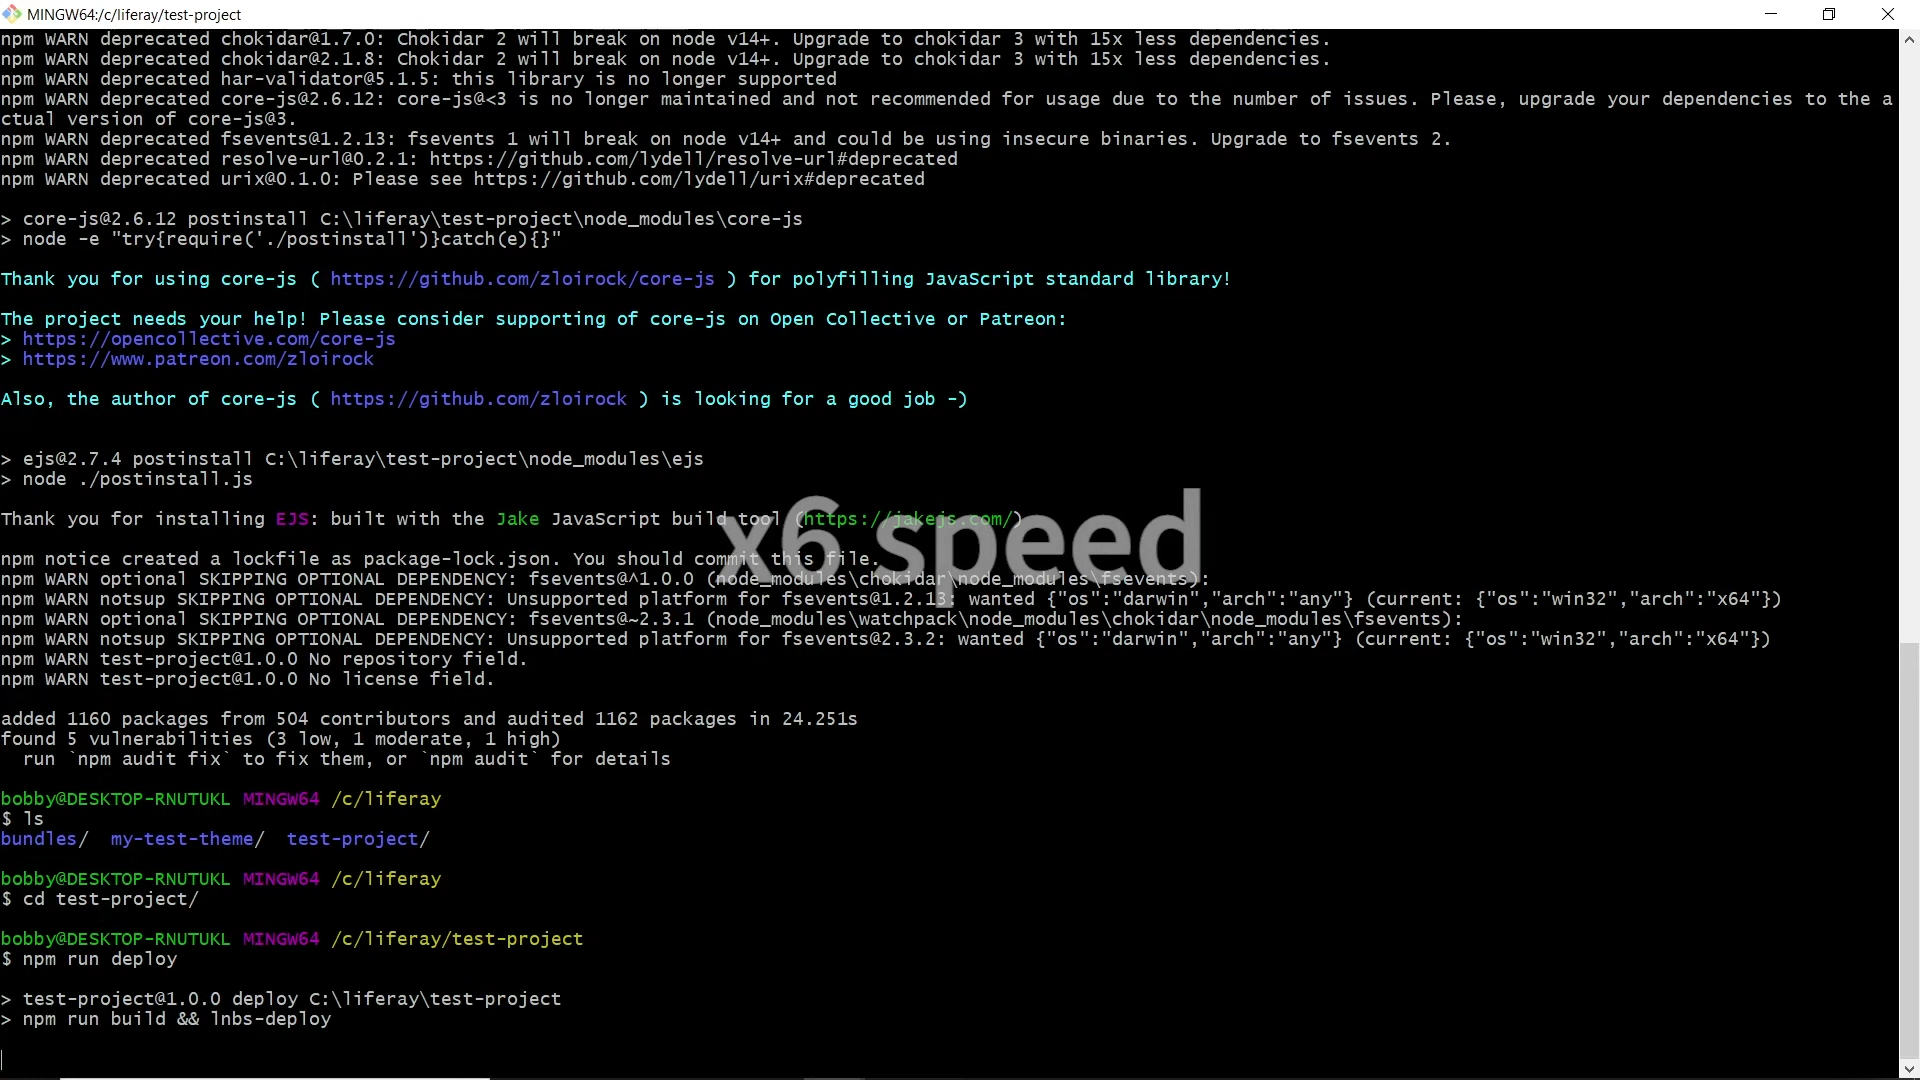 MINGW64:/c/liferay/test-project
npm WARN deprecated chokidar@1.7.0: Chokidar 2 will break on node v14+. Upgrade to chokidar 3 with 15x less dependencies.
npm WARN deprecated chokidar@2.1.8: Chokidar 2 will break on node v14+. Upgrade to chokidar 3 with 15x less dependencies.
npm WARN deprecated har-validator@5.1.5: this library is no longer supported
npm WARN deprecated core-js@2.6.12: core-js@<3 is no longer maintained and not recommended for usage due to the number of issues. Please, upgrade your dependencies to the a
ctual version of core-js@3.
npm WARN deprecated fsevents@1.2.13: fsevents 1 will break on node v14+ and could be using insecure binaries. Upgrade to fsevents 2.
npm WARN deprecated resolve-url@0.2.1: https://github.com/lydell/resolve-url#deprecated
npm WARN deprecated urix@0.1.0: Please see https://github.com/lydell/urix#deprecated
> core-js@2.6.12 postinstall C:\liferay\test-project\node_modules\core-js
> node -e "try{require('./postinstall')}catch(e){}"
Thank you for using core-js ( https://github.com/zloirock/core-js ) for polyfilling JavaScript standard library!
The project needs your help! Please consider supporting of core-js on Open Collective or Patreon:
> https://opencollective.com/core-js
> https://www.patreon.com/zloirock
Also, the author of core-js ( https://github.com/zloirock ) is looking for a good job -)
> ejs@2.7.4 postinstall C:\liferay\test-project\node_modules\ejs
> node ./postinstall.js
Thank you for installing EJS: built with the Jake JavaScript build tool (https://jakejs.com/)
x6 speed
npm notice created a lockfile as package-lock.json. You should commit this file.
npm WARN optional SKIPPING OPTIONAL DEPENDENCY: fsevents@^1.0.0 (node_modules\chokidar\node_modules\fsevents):
npm WARN notsup SKIPPING OPTIONAL DEPENDENCY: Unsupported platform for fsevents@1.2.13: wanted {"os":"darwin","arch":"any"} (current: {"os":"win32","arch":"x64"})
npm WARN optional SKIPPING OPTIONAL DEPENDENCY: fsevents@~2.3.1 (node_modules\watchpack\node_modules\chokidar\node_modules\fsevents):
npm WARN notsup SKIPPING OPTIONAL DEPENDENCY: Unsupported platform for fsevents@2.3.2: wanted {"os":"darwin","arch":"any"} (current: {"os":"win32","arch":"x64"})
npm WARN test-project@1.0.0 No repository field.
npm WARN test-project@1.0.0 No license field.
added 1160 packages from 504 contributors and audited 1162 packages in 24.251s
found 5 vulnerabilities (3 low, 1 moderate, 1 high)
run `npm audit fix` to fix them, or `npm audit` for details
bobby@DESKTOP-RNUTUKL MINGW64 /c/liferay
$ ls
bundles/ my-test-theme/ test-project/
bobby@DESKTOP-RNUTUKL MINGW64 /c/liferay
$ cd test-project/
bobby@DESKTOP-RNUTUKL MINGW64 /c/liferay/test-project
$ npm run deploy
> test-project@1.0.0 deploy C:\liferay\test-project
> npm run build && lnbs-deploy